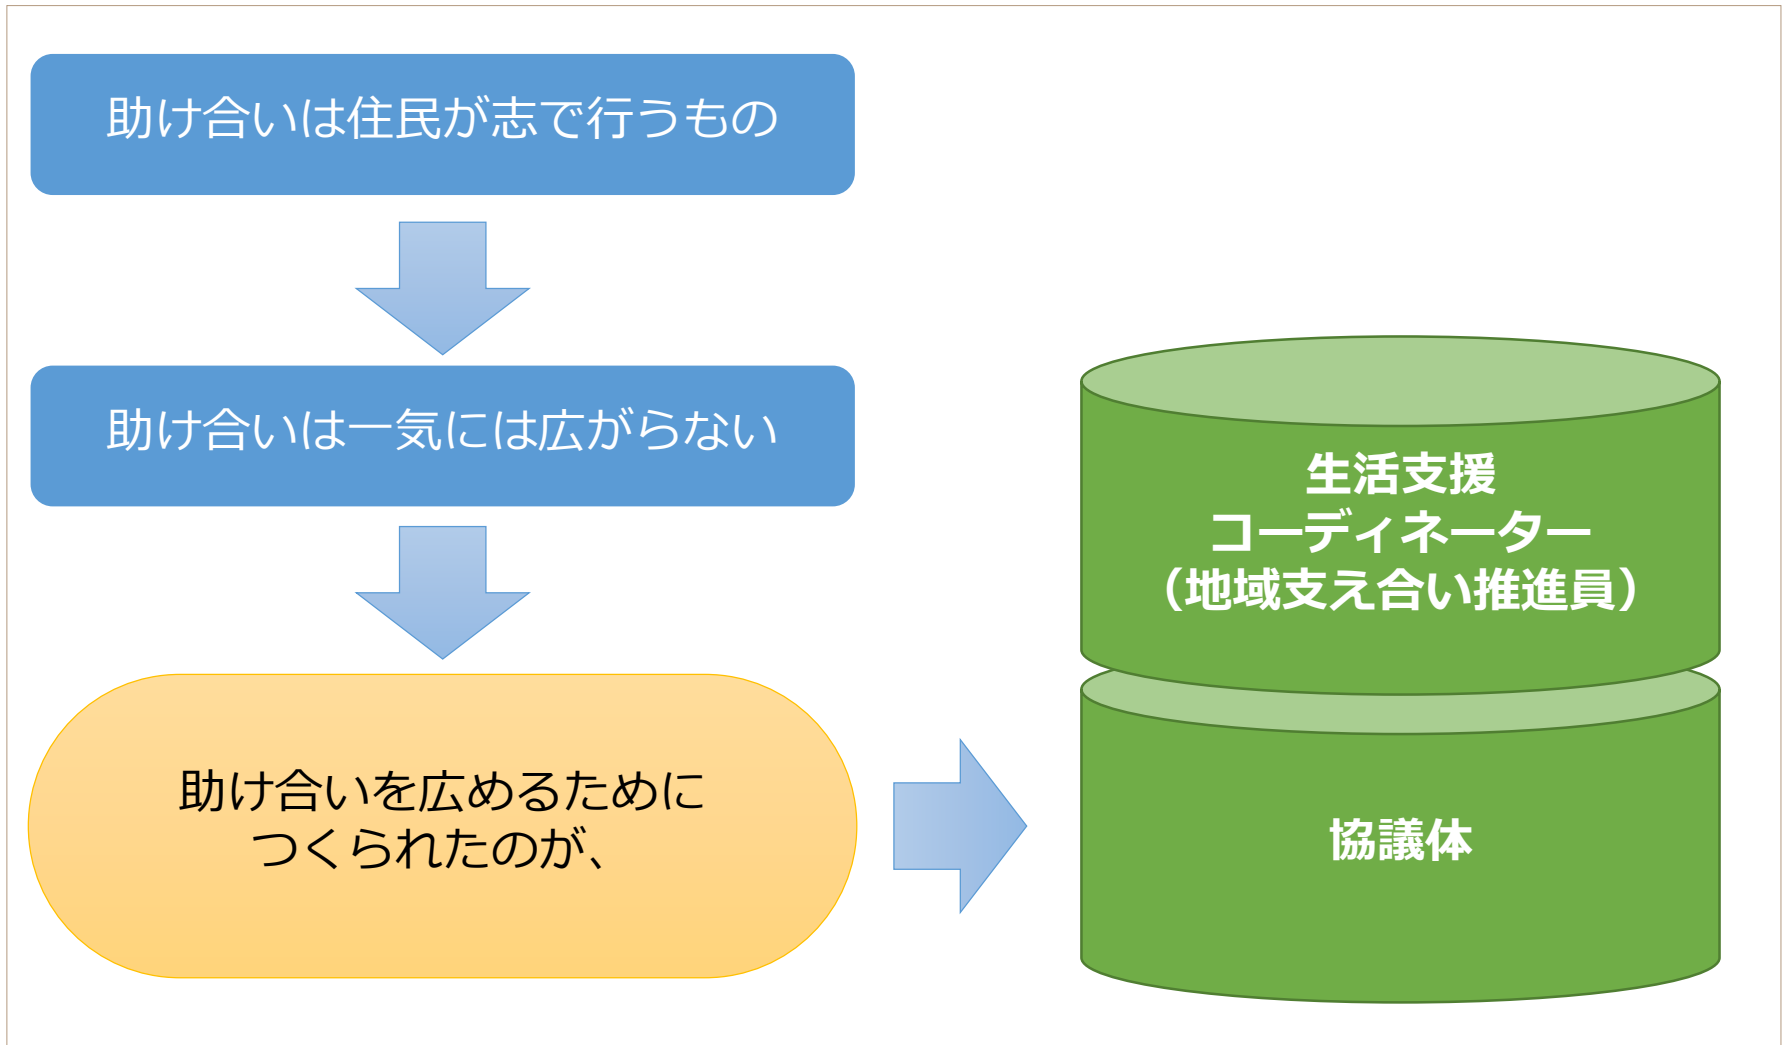 助け合いは住民が志で行うもの
助け合いは一気には広がらない
助け合いを広めるために
つくられたのが、
生活支援
コーディネーター
（地域支え合い推進員）
協議体